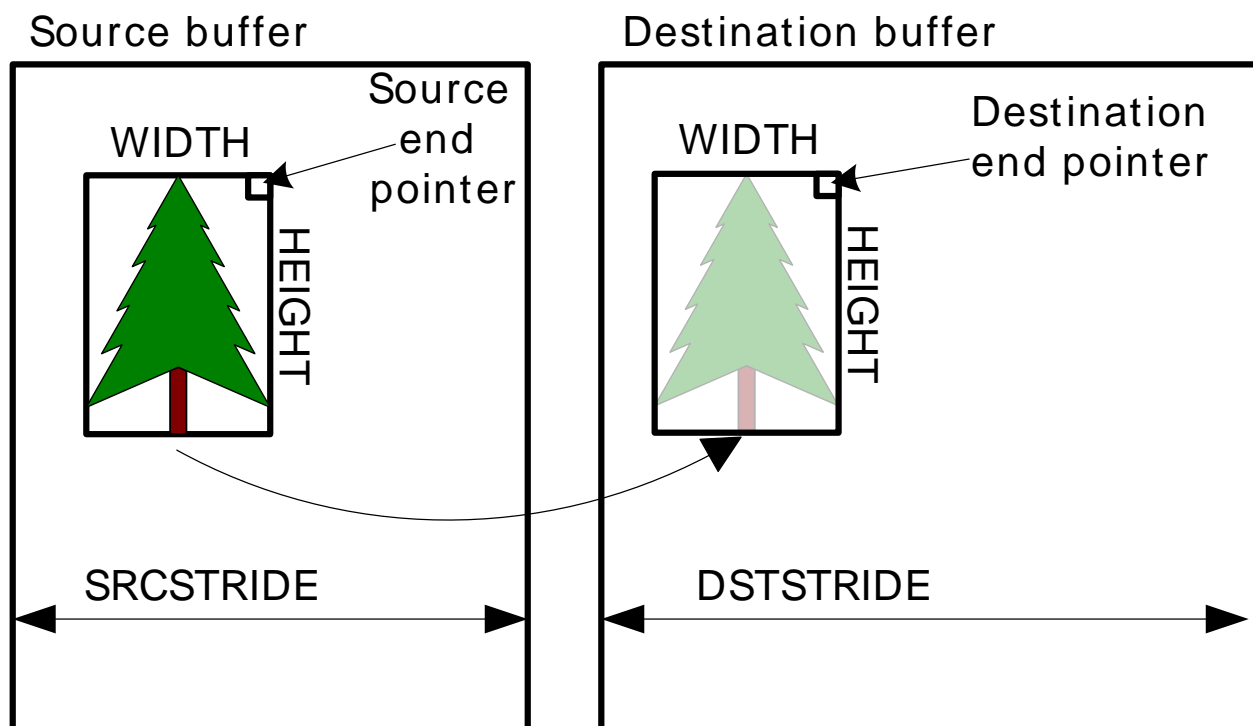 Source buffer
Source
end
pointer
WIDTH
HEIGHT
SRCSTRIDE
Destination buffer
Destination
end pointer
WIDTH
HEIGHT
DSTSTRIDE